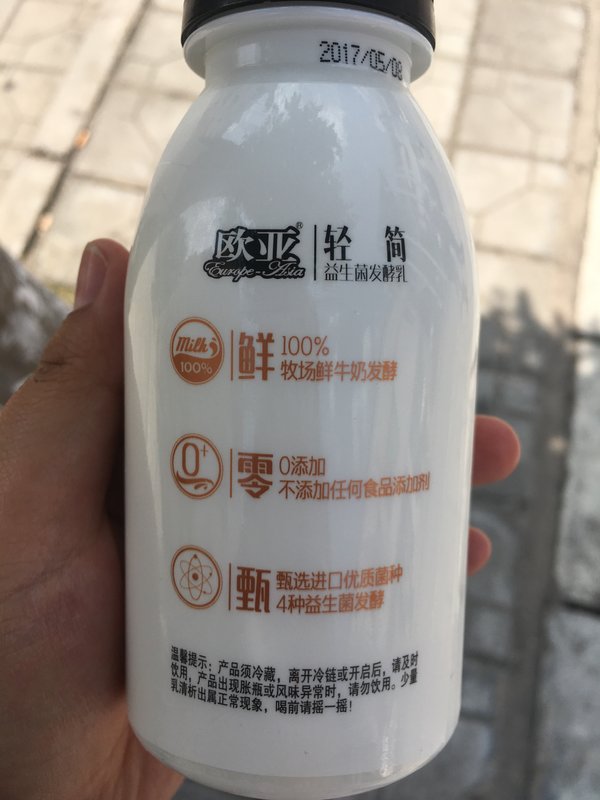 2017/05/08
欧亚®
Europe-Asia
轻 简
益生菌发酵乳
Milk
100%
鲜
100%
牧场鲜牛奶发酵
0+
零
0添加
不添加任何食品添加剂
甄
甄选进口优质菌种
4种益生菌发酵
温馨提示：产品须冷藏，离开冷链或开启后，请及时
饮用，产品出现胀瓶或风味异常时，请勿饮用。少量
乳清析出属正常现象，喝前请摇一摇！